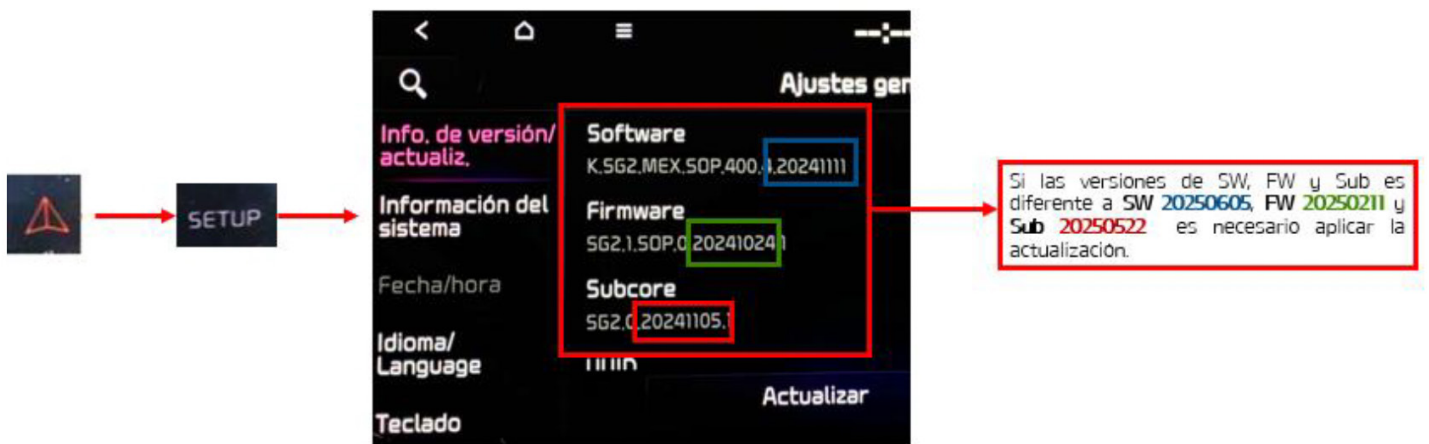 --:--
Ajustes gen
Info. de versión/
actualiz.
Software
K.SG2.MEX.SOP.400.4.20241111
Información del
sistema
Firmware
SG2.1.SOP.0.202410241
Fecha/hora
Subcore
SG2.0.20241105.1
Idioma/
Language
Actualizar
Teclado
SETUP
Si las versiones de SW, FW y Sub es
diferente a SW 20250605, FW 20250211 y
Sub 20250522 es necesario aplicar la
actualización.